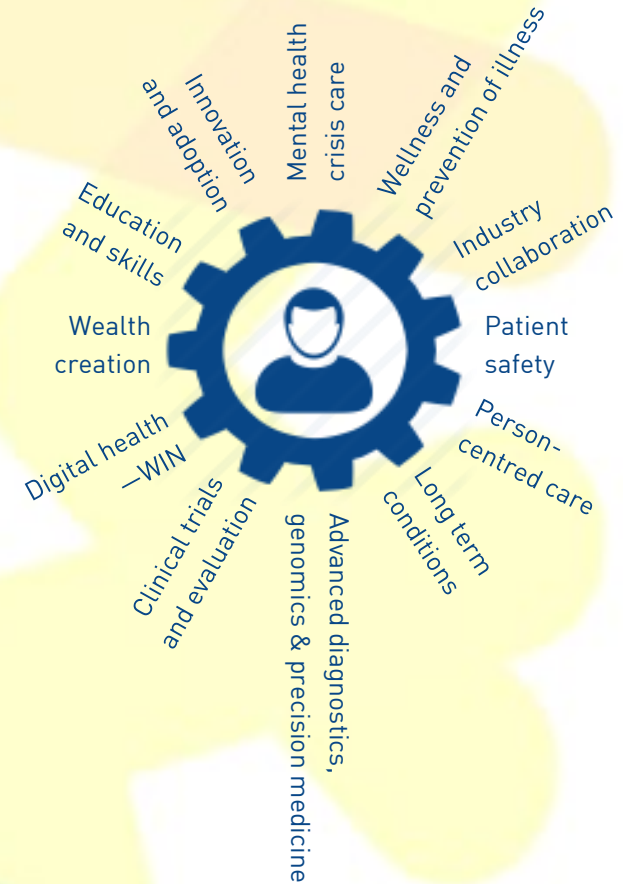 Mental health
crisis care
Wellness and
prevention of illness
Industry
collaboration
Patient
safety
Person-
centred care
Long term
conditions
Advanced diagnostics,
genomics & precision medicine
Clinical trials
and evaluation
Digital health
—WIN
Wealth
creation
Education
and skills
Innovation
and adoption